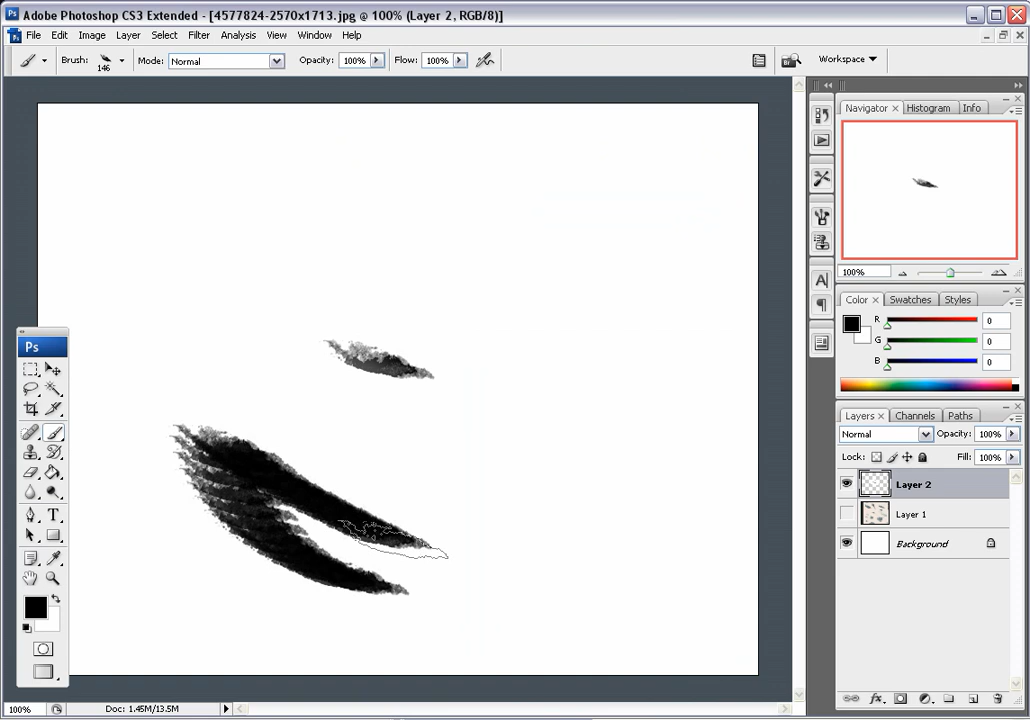 Adobe Photoshop CS3 Extended - [4577824-2570x1713.jpg @ 100% (Layer 2, RGB/8)]
File Edit Image Layer Select Filter Analysis View Window Help
Brush: 146 Mode: Normal Opacity: 100% Flow: 100% Workspace
Navigator Histogram Info
100%
Color Swatches Styles
R 0
G 0
B 0
Ps
Layers Channels Paths
Normal Opacity: 100%
Lock: Fill: 100%
Layer 2
Layer 1
Background
100% Doc: 1.45M/13.5M